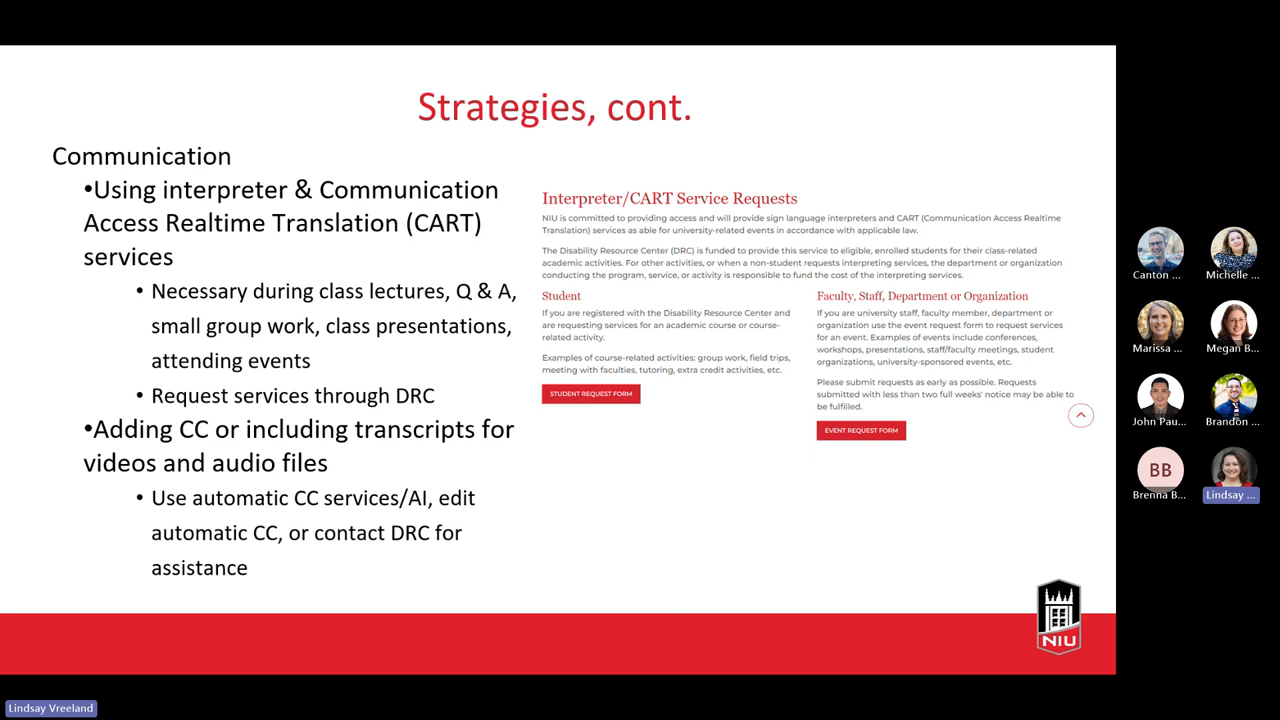 Strategies, cont.
Communication
•Using interpreter & Communication
Access Realtime Translation (CART)
services
• Necessary during class lectures, Q & A,
small group work, class presentations,
attending events
• Request services through DRC
•Adding CC or including transcripts for
videos and audio files
• Use automatic CC services/AI, edit
automatic CC, or contact DRC for
assistance
Interpreter/CART Service Requests
NIU is committed to providing access and will provide sign language interpreters and CART (Communication Access Realtime
Translation) services as able for university-related events in accordance with applicable law.
The Disability Resource Center (DRC) is funded to provide this service to eligible, enrolled students for their class-related
academic activities. For other activities, or when a non-student requests interpreting services, the department or organization
conducting the program, service, or activity is responsible to fund the cost of the interpreting services.
Student
If you are registered with the Disability Resource Center and
are requesting services for an academic course or course-
related activity.
Examples of course-related activities: group work, field trips,
meeting with faculties, tutoring, extra credit activities, etc.
STUDENT REQUEST FORM
Faculty, Staff, Department or Organization
If you are university staff, faculty member, department or
organization use the event request form to request services
for an event. Examples of events include conferences,
workshops, presentations, staff/faculty meetings, student
organizations, university-sponsored events, etc.
Please submit requests as early as possible. Requests
submitted with less than two full weeks' notice may be able to
be fulfilled.
EVENT REQUEST FORM
NIU
Canton ...
Michelle ...
Marissa ...
Megan B...
John Pau...
Brandon ...
BB
Brenna B...
Lindsay ...
Lindsay Vreeland